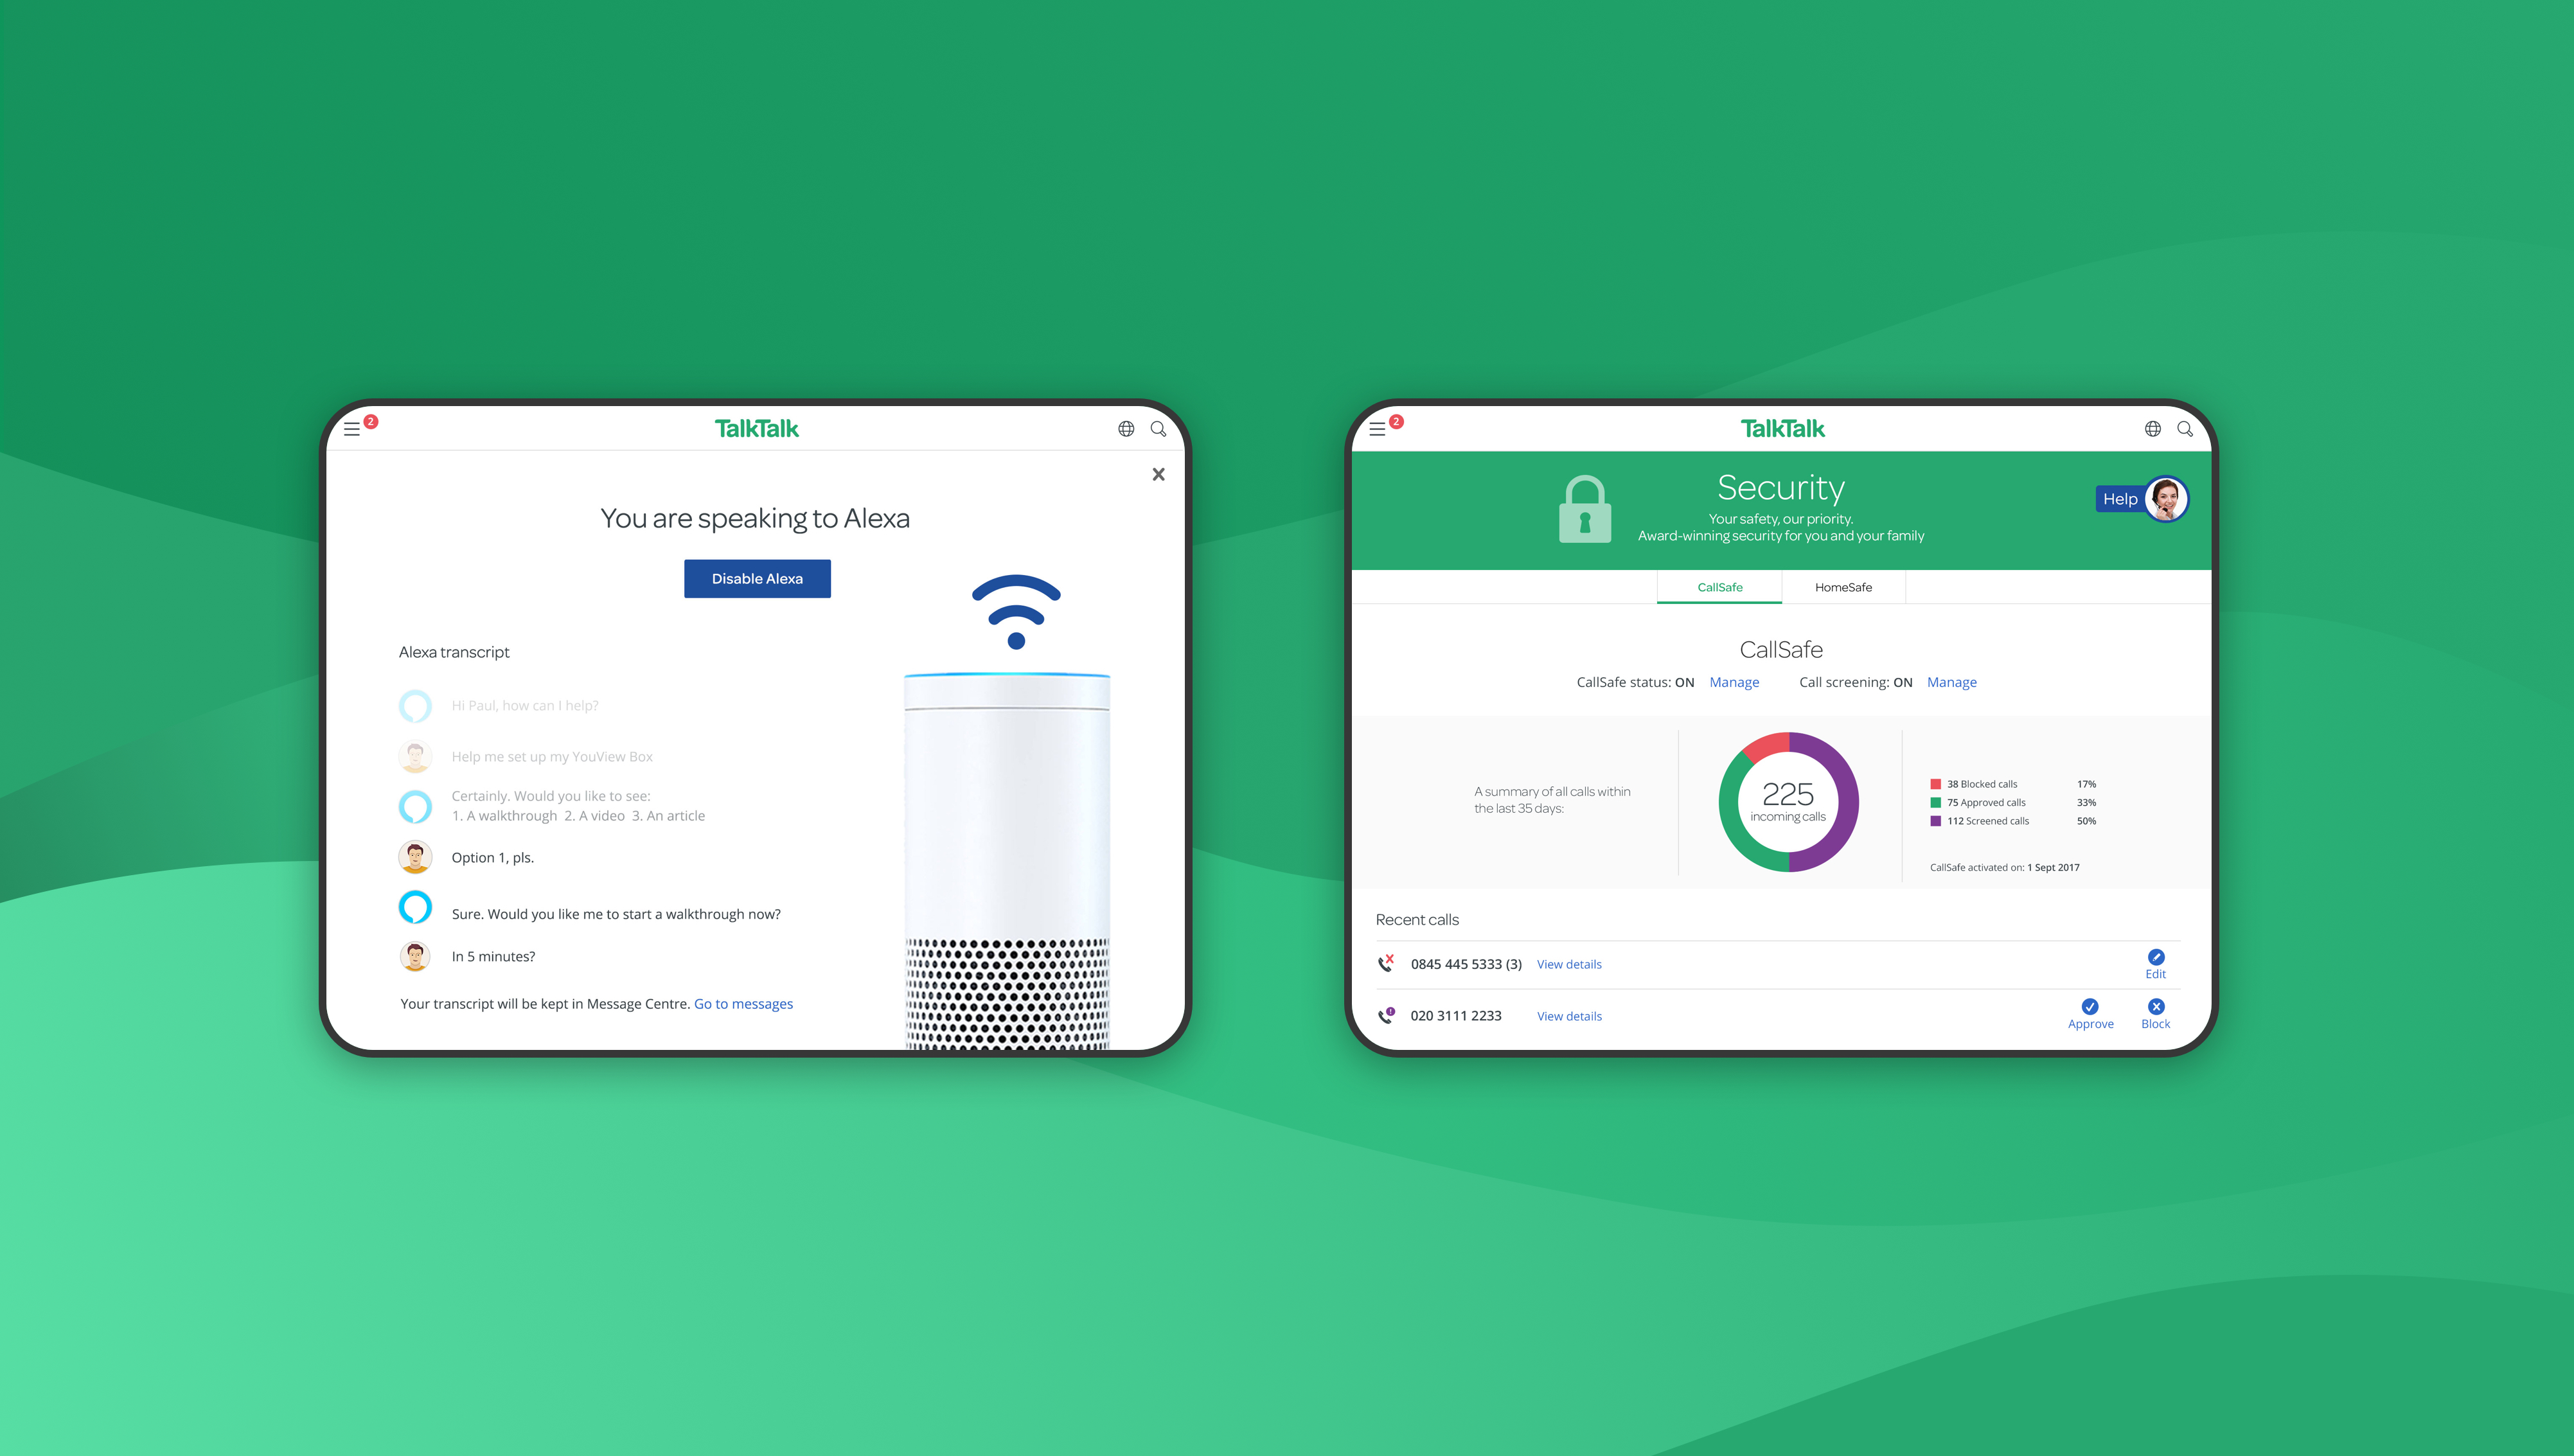 2
TalkTalk
You are speaking to Alexa
Disable Alexa
Alexa transcript
Hi Paul, how can I help?
Help me set up my YouView Box
Certainly. Would you like to see:
1. A walkthrough 2. A video 3. An article
Option 1, pls.
Sure. Would you like me to start a walkthrough now?
In 5 minutes?
Your transcript will be kept in Message Centre. Go to messages
2
TalkTalk
Security
Your safety, our priority.
Award-winning security for you and your family
Help
CallSafe HomeSafe
CallSafe
CallSafe status: ON Manage Call screening: ON Manage
A summary of all calls within
the last 35 days:
225
incoming calls
38 Blocked calls 17%
75 Approved calls 33%
112 Screened calls 50%
CallSafe activated on: 1 Sept 2017
Recent calls
0845 445 5333 (3) View details
Edit
020 3111 2233 View details
Approve Block